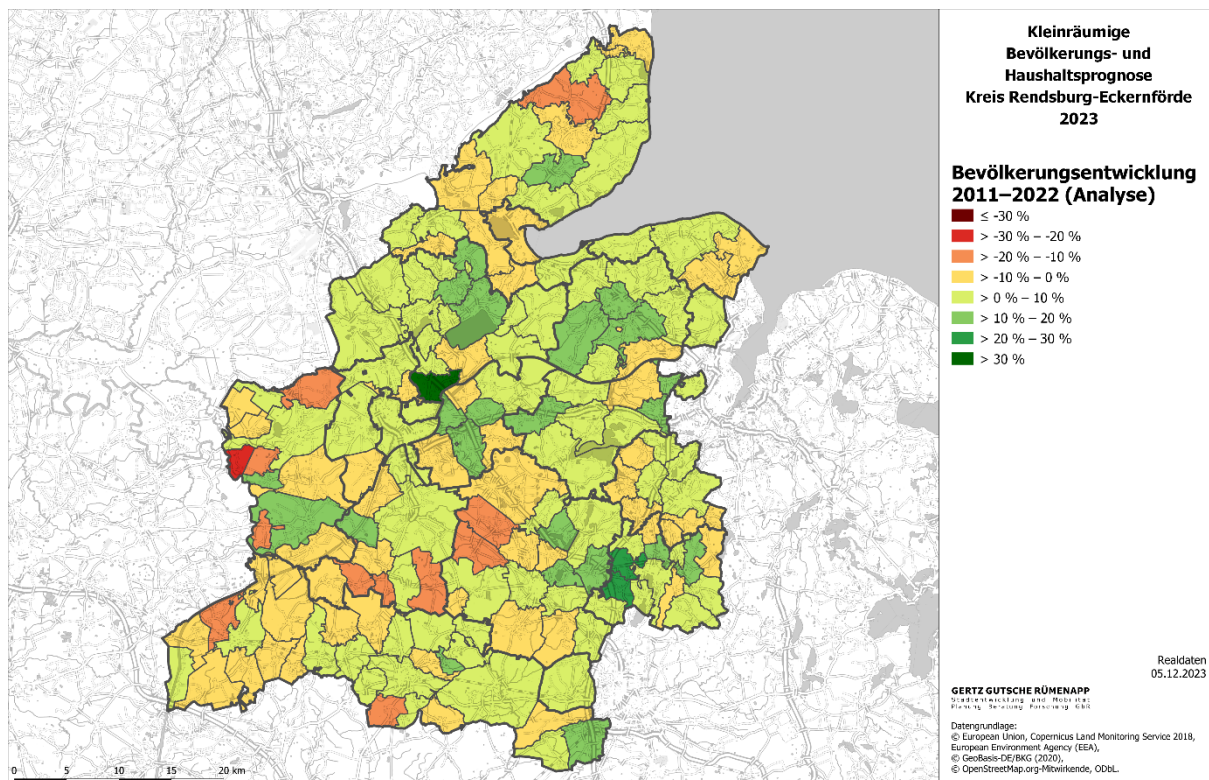 Kleinräumige
Bevölkerungs- und
Haushaltsprognose
Kreis Rendsburg-Eckernförde
2023
Bevölkerungsentwicklung
2011–2022 (Analyse)
≤ -30 %
> -30 % – -20 %
> -20 % – -10 %
> -10 % – 0 %
> 0 % – 10 %
> 10 % – 20 %
> 20 % – 30 %
> 30 %
Realdaten
05.12.2023
GERTZ GUTSCHE RÜMENAPP
Stadtentwicklung und Mobilität
Planung Beratung Forschung GbR
Datengrundlage:
© European Union, Copernicus Land Monitoring Service 2018,
European Environment Agency (EEA),
© GeoBasis-DE/BKG (2020),
© OpenStreetMap.org-Mitwirkende, ODbL.
0 5 10 15 20 km